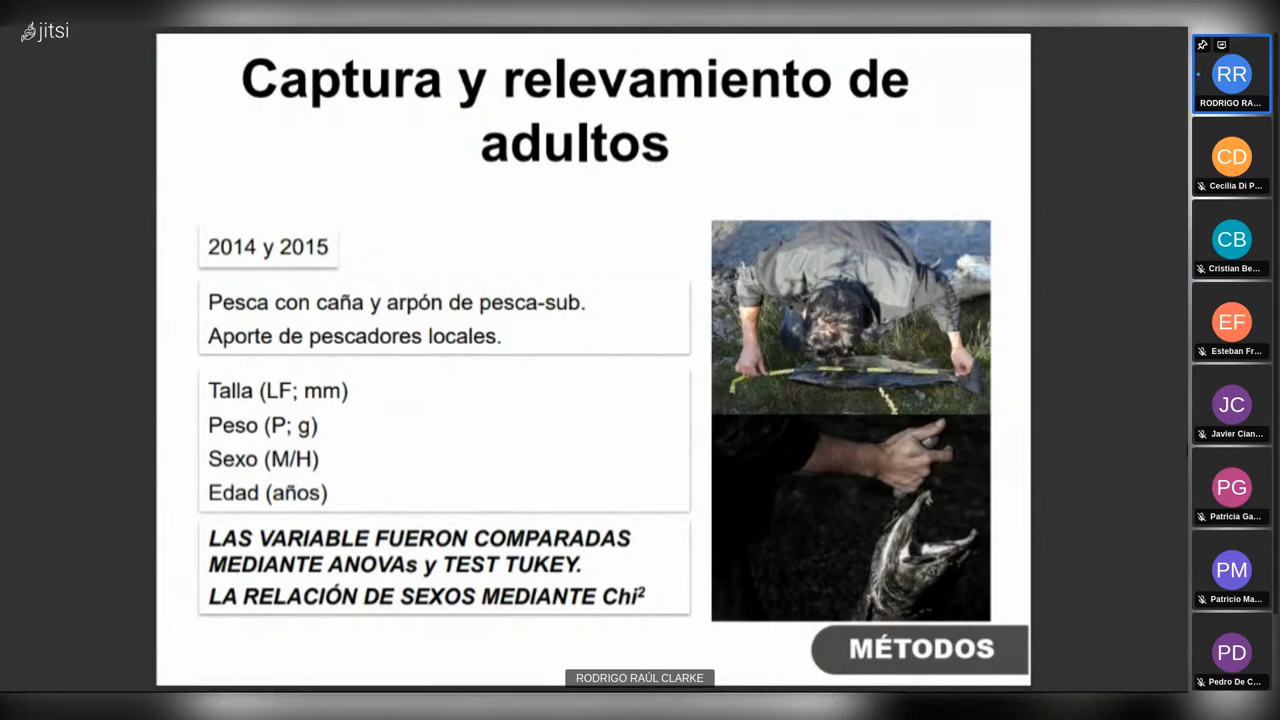 jitsi
Captura y relevamiento de
adultos
2014 y 2015
Pesca con caña y arpón de pesca-sub.
Aporte de pescadores locales.
Talla (LF; mm)
Peso (P; g)
Sexo (M/H)
Edad (años)
LAS VARIABLE FUERON COMPARADAS
MEDIANTE ANOVAs y TEST TUKEY.
LA RELACIÓN DE SEXOS MEDIANTE Chi²
MÉTODOS
RODRIGO RAÚL CLARKE
RR
RODRIGO RA...
CD
Cecilia Di P...
CB
Cristian Be...
EF
Esteban Fr...
JC
Javier Cian...
PG
Patricia Ga...
PM
Patricio Ma...
PD
Pedro De C...